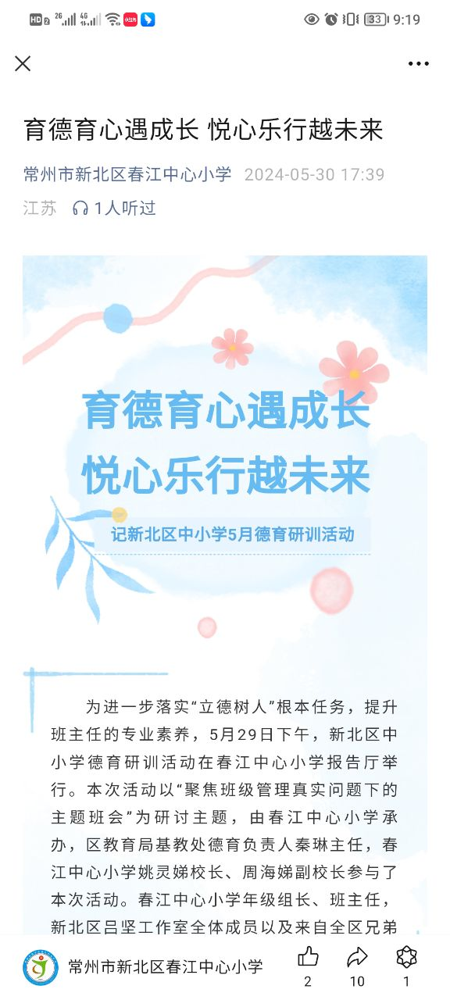 HD 2 2G 4G 小红书 33 9:19
育德育心遇成长 悦心乐行越未来
常州市新北区春江中心小学 2024-05-30 17:39
江苏 1人听过
育德育心遇成长
悦心乐行越未来
记新北区中小学5月德育研训活动
为进一步落实“立德树人”根本任务，提升
班主任的专业素养，5月29日下午，新北区中
小学德育研训活动在春江中心小学报告厅举
行。本次活动以“聚焦班级管理真实问题下的
主题班会”为研讨主题，由春江中心小学承
办，区教育局基教处德育负责人秦琳主任，春
江中心小学姚灵娣校长、周海娣副校长参与了
本次活动。春江中心小学年级组长、班主任，
新北区吕坚工作室全体成员以及来自全区兄弟
常州市新北区春江中心小学
2 10 1